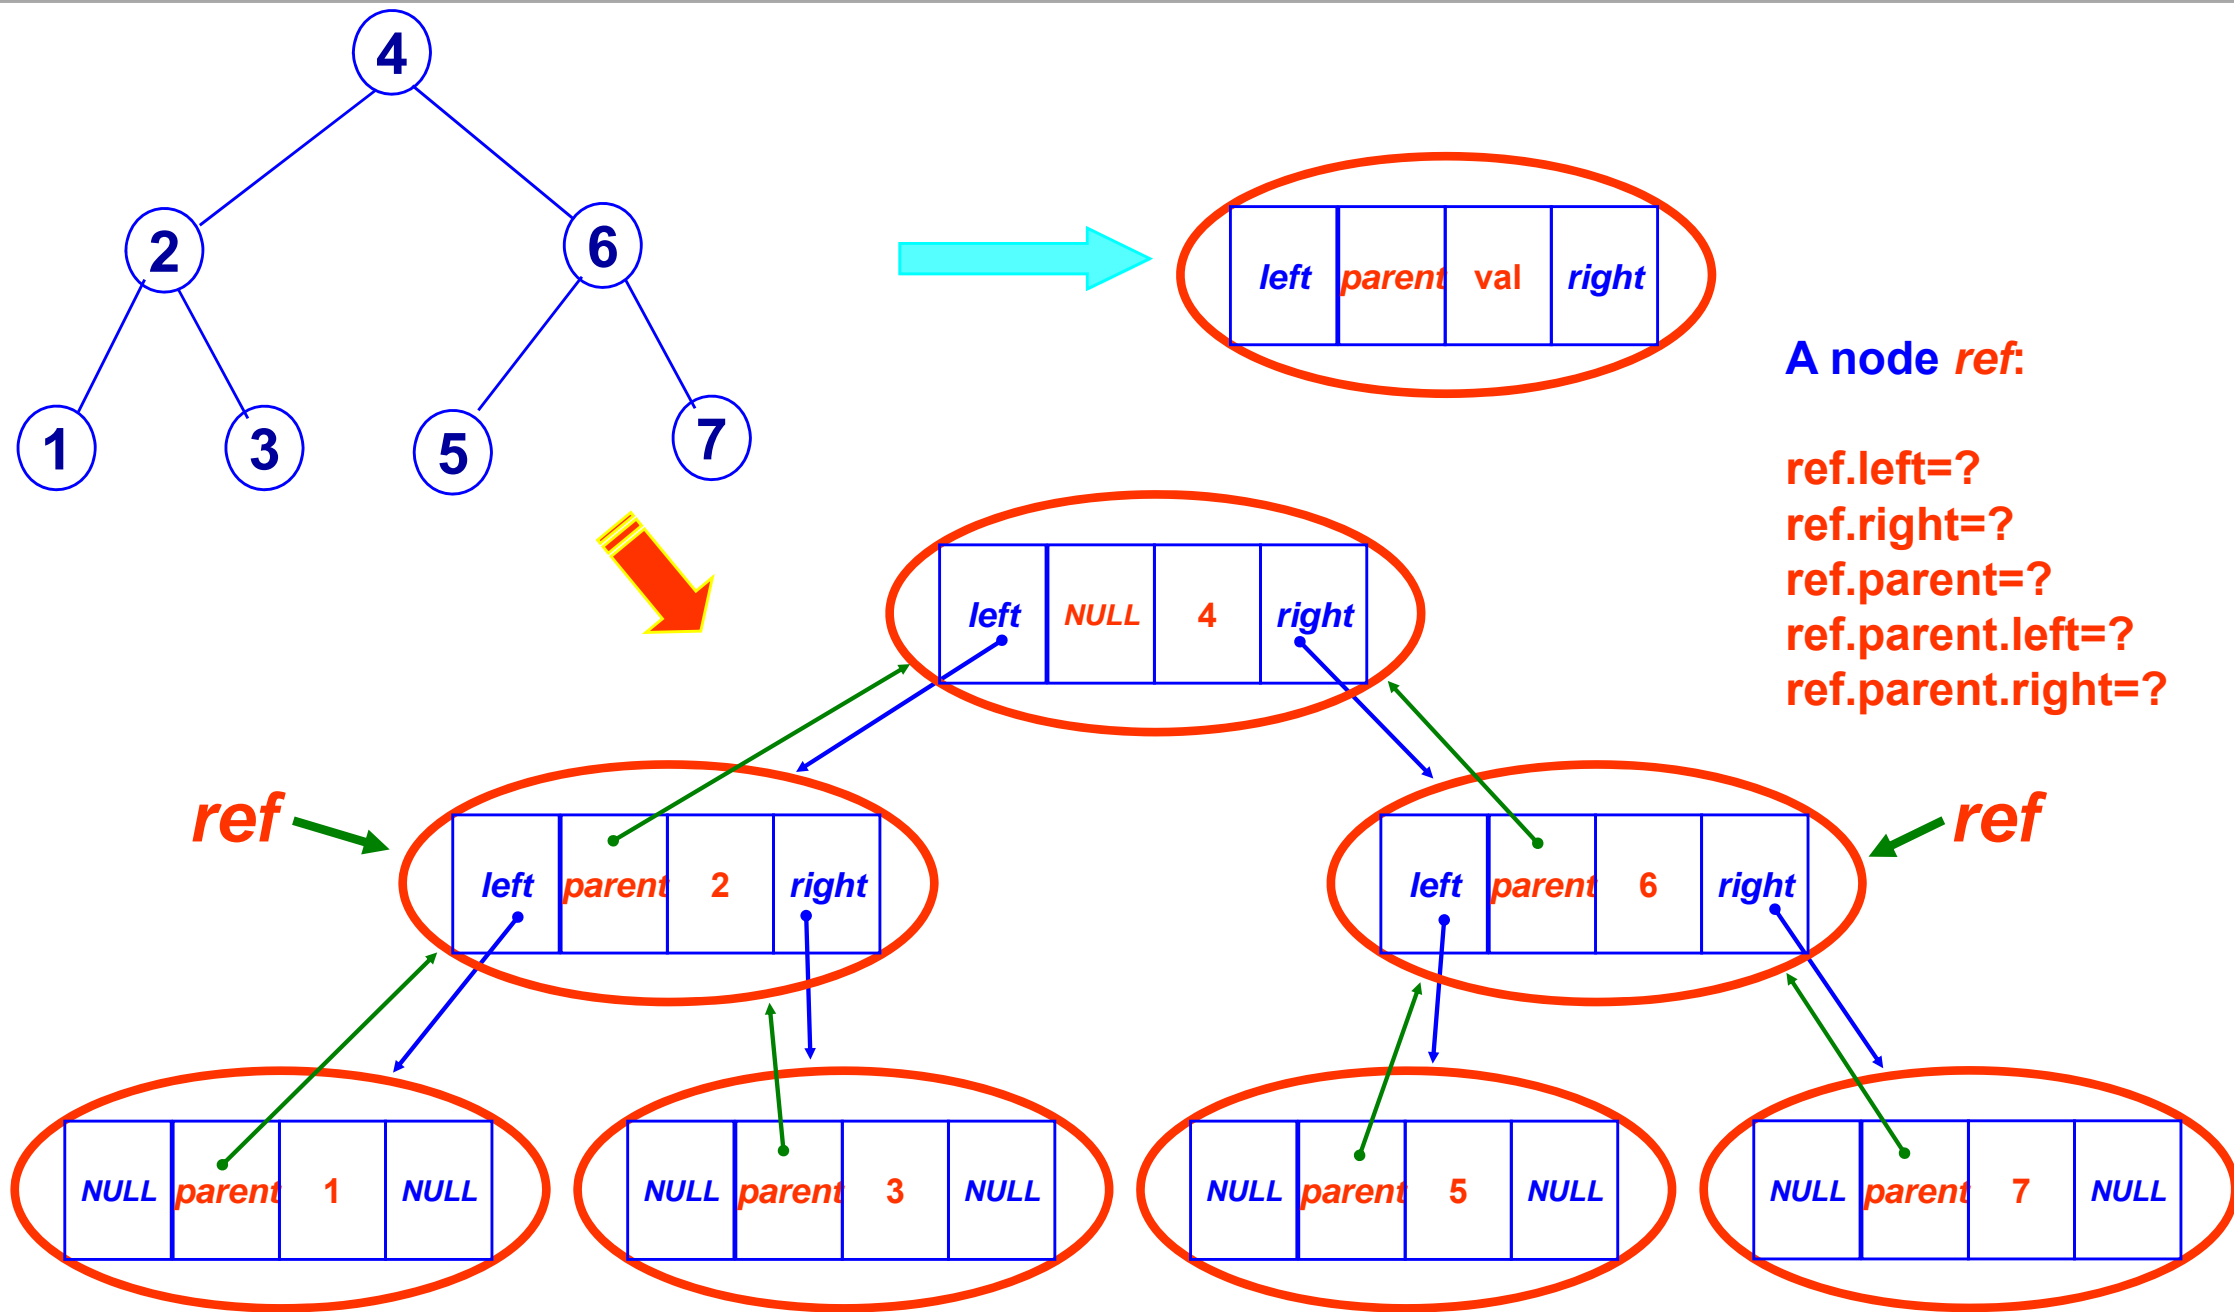 4
2
6
1
3
5
7
left parent val right
A node ref:
ref.left=?
ref.right=?
ref.parent=?
ref.parent.left=?
ref.parent.right=?
left NULL 4 right
ref
left parent 2 right
left parent 6 right
ref
NULL parent 1 NULL
NULL parent 3 NULL
NULL parent 5 NULL
NULL parent 7 NULL